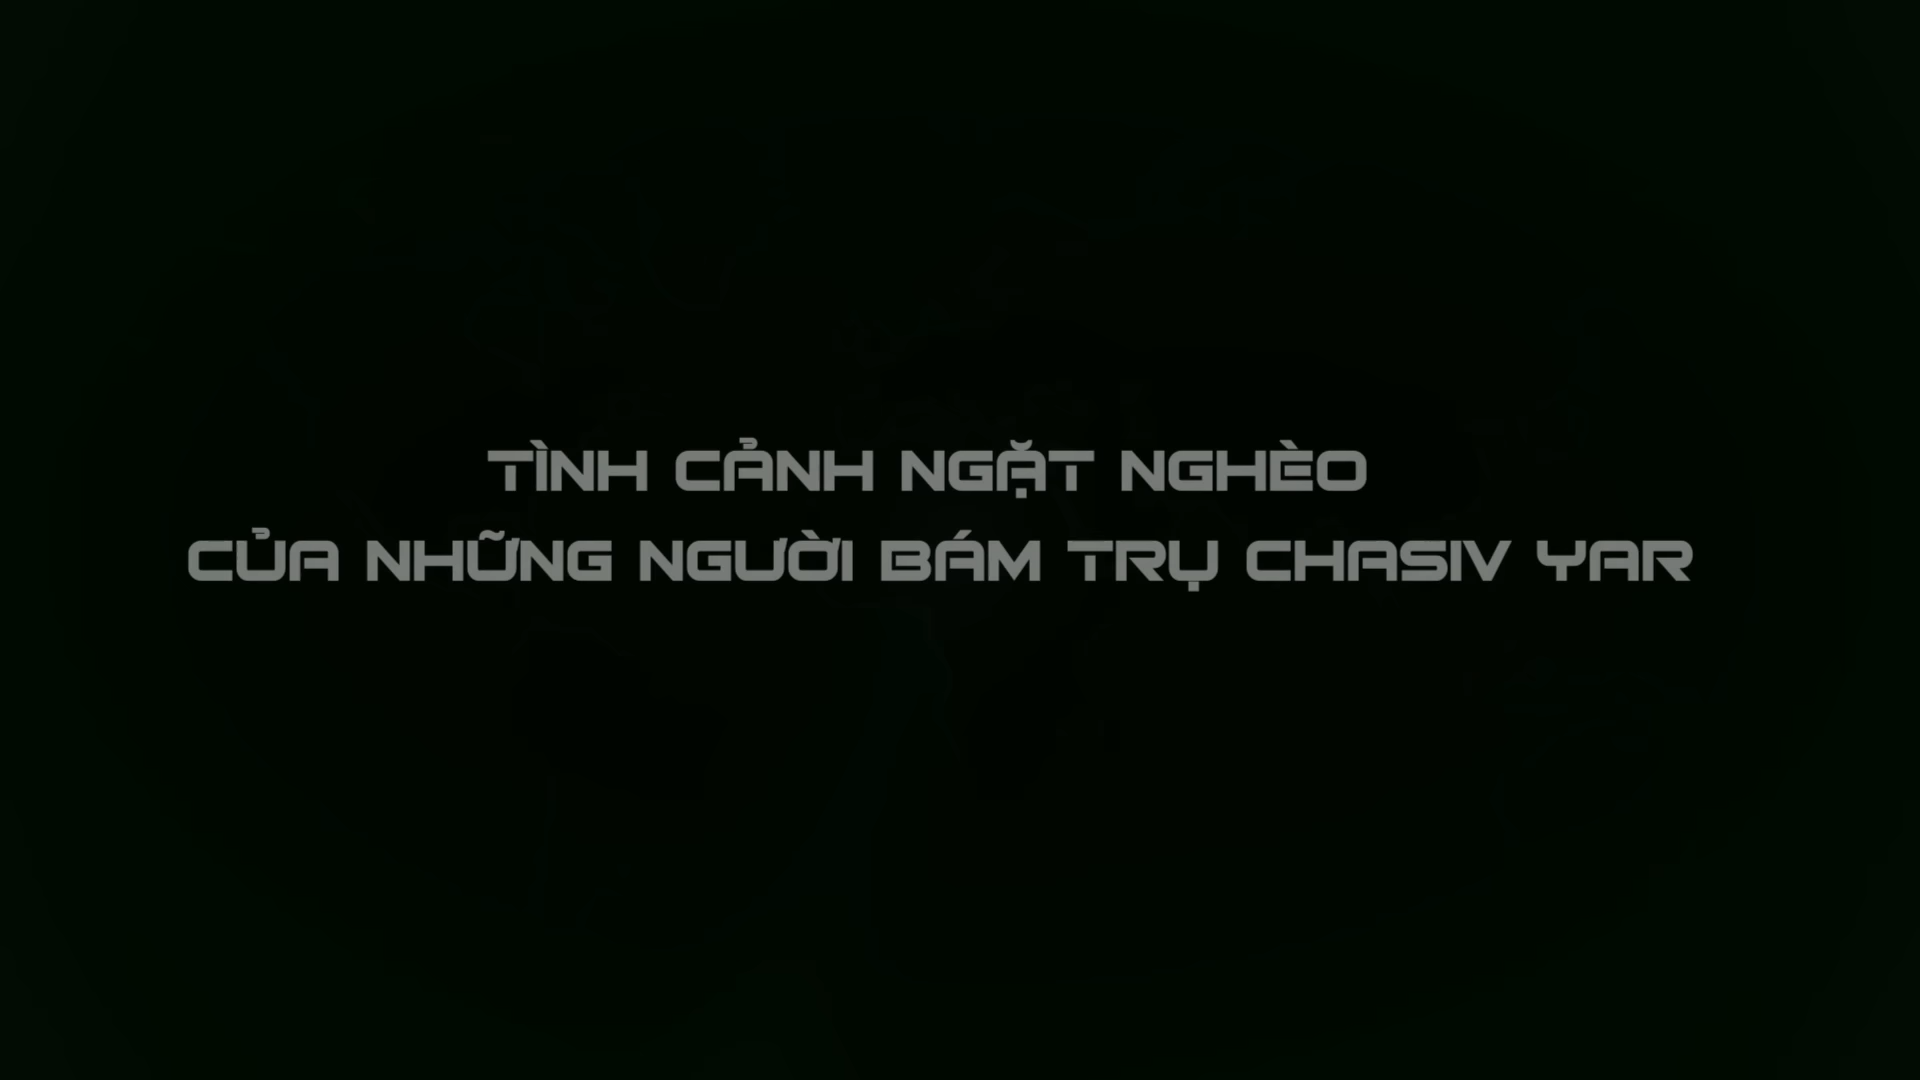 TÌNH CẢNH NGẶT NGHÈO
CỦA NHỮNG NGƯỜI BÁM TRỤ CHASIV YAR